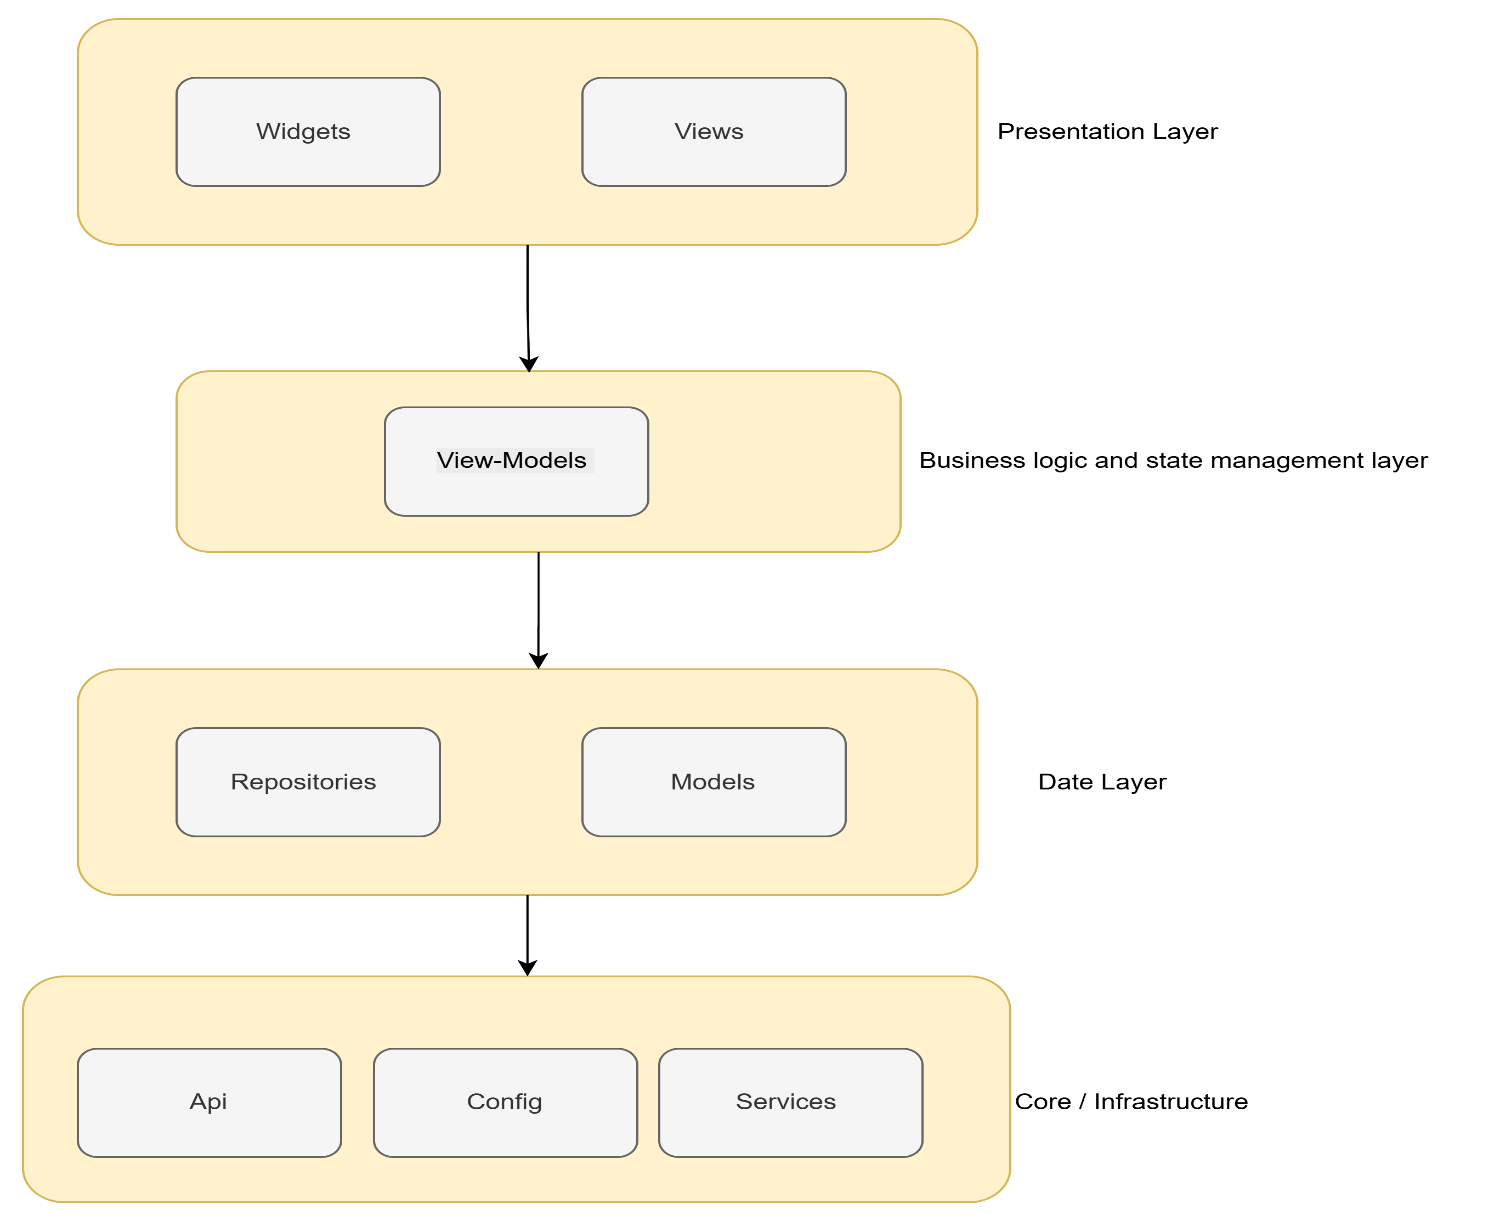 Widgets
Views
Presentation Layer
View-Models
Business logic and state management layer
Repositories
Models
Date Layer
Api
Config
Services
Core / Infrastructure